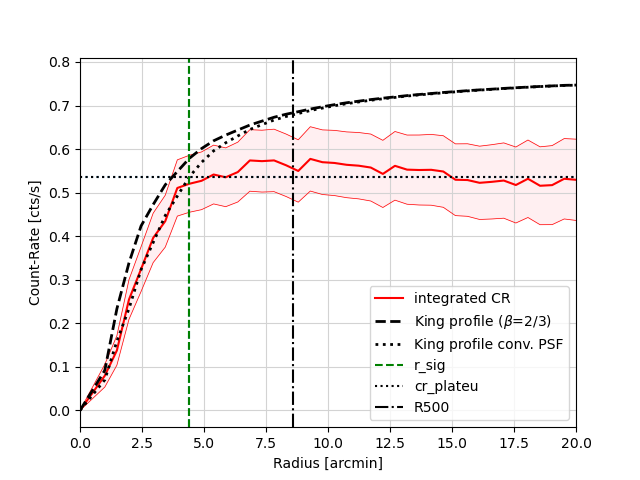 0.8
0.7
0.6
0.5
0.4
0.3
0.2
0.1
0.0
Count-Rate [cts/s]
integrated CR
King profile (β=2/3)
King profile conv. PSF
r_sig
cr_plateu
R500
0.0 2.5 5.0 7.5 10.0 12.5 15.0 17.5 20.0
Radius [arcmin]